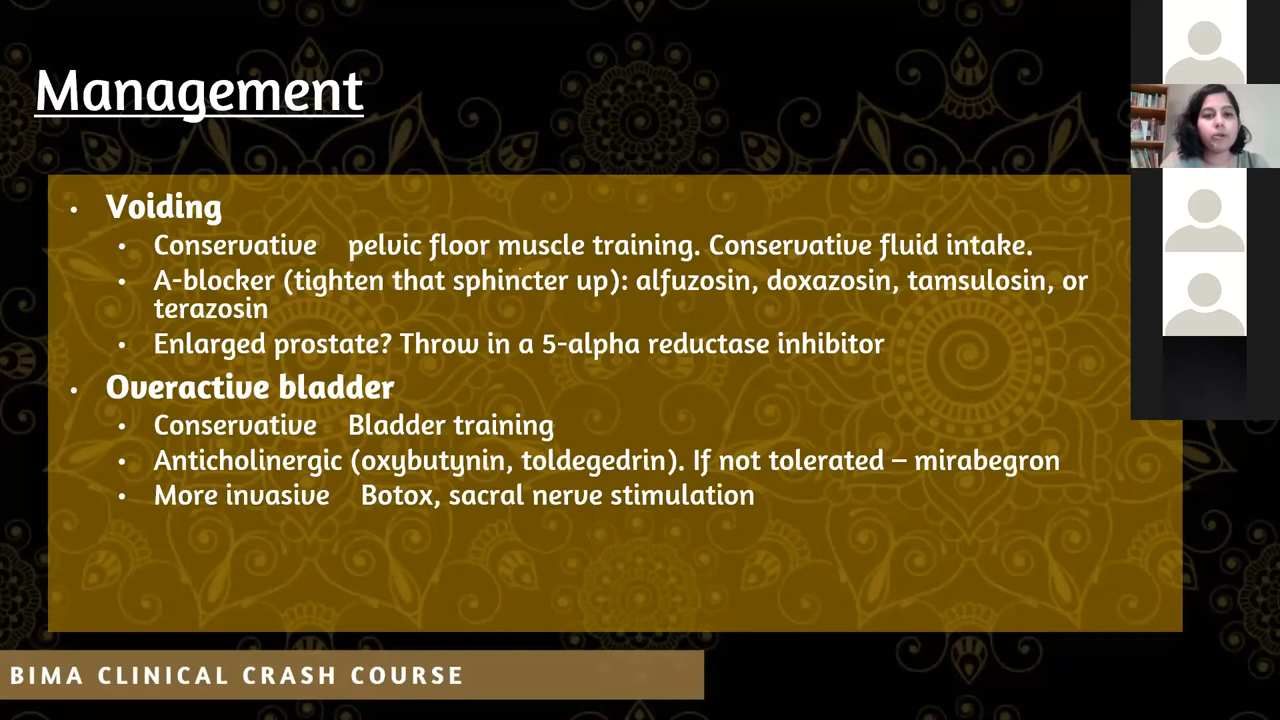 Management
• Voiding
• Conservative pelvic floor muscle training. Conservative fluid intake.
• A-blocker (tighten that sphincter up): alfuzosin, doxazosin, tamsulosin, or
terazosin
• Enlarged prostate? Throw in a 5-alpha reductase inhibitor
• Overactive bladder
• Conservative Bladder training
• Anticholinergic (oxybutynin, toldegedrin). If not tolerated – mirabegron
• More invasive Botox, sacral nerve stimulation
BIMA CLINICAL CRASH COURSE